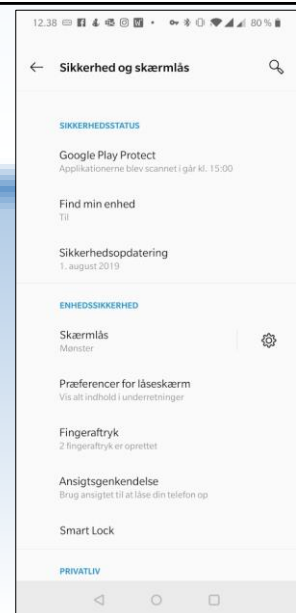 12.38
80 %
Sikkerhed og skærmlås
SIKKERHEDSSTATUS
Google Play Protect
Applikationerne blev scannet i går kl. 15:00
Find min enhed
Til
Sikkerhedsopdatering
1. august 2019
ENHEDSSIKKERHED
Skærmlås
Mønster
Præferencer for låseskærm
Vis alt indhold i underretninger
Fingeraftryk
2 fingeraftryk er oprettet
Ansigtsgenkendelse
Brug ansigtet til at låse din telefon op
Smart Lock
PRIVATLIV